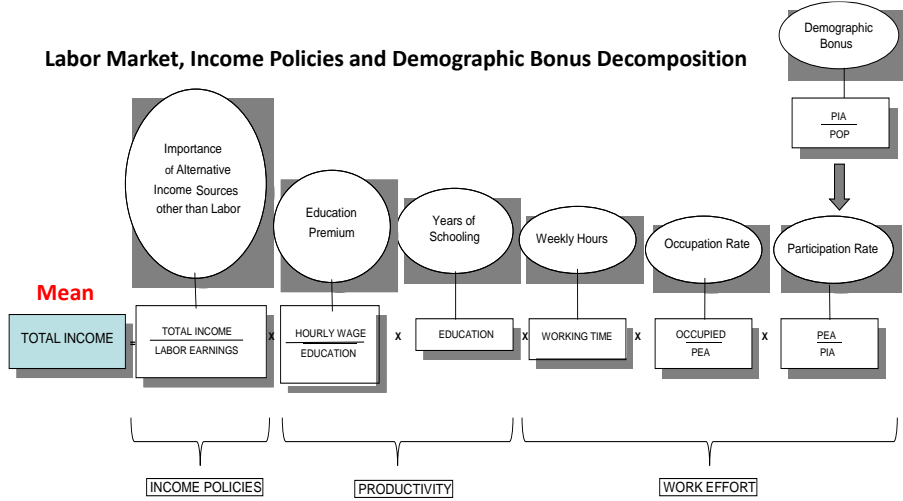 Labor Market, Income Policies and Demographic Bonus Decomposition
Demographic
Bonus
PIA
POP
Importance
of Alternative
Income Sources
other than Labor
Education
Premium
Years of
Schooling
Weekly Hours
Occupation Rate
Participation Rate
Mean
TOTAL INCOME
=
TOTAL INCOME
LABOR EARNINGS
x
HOURLY WAGE
EDUCATION
x
EDUCATION
x
WORKING TIME
x
OCCUPIED
PEA
x
PEA
PIA
INCOME POLICIES
PRODUCTIVITY
WORK EFFORT